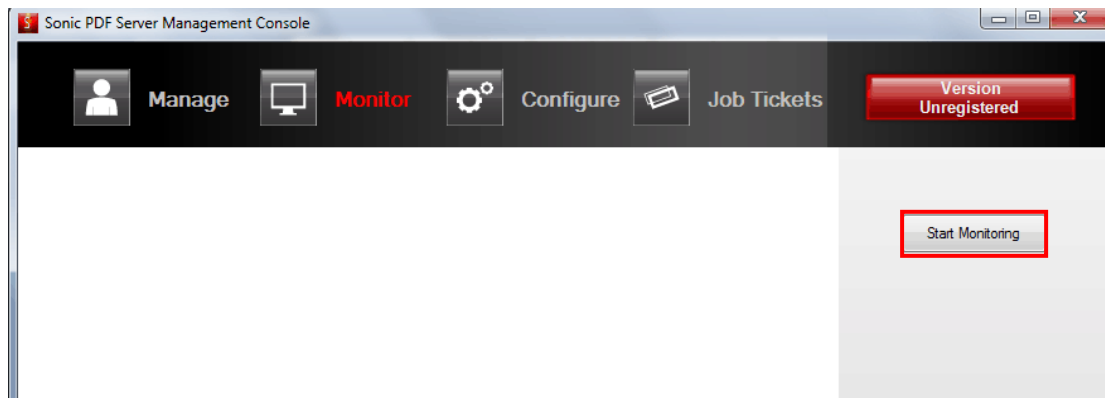 Sonic PDF Server Management Console
Manage
Monitor
Configure
Job Tickets
Version
Unregistered
Start Monitoring